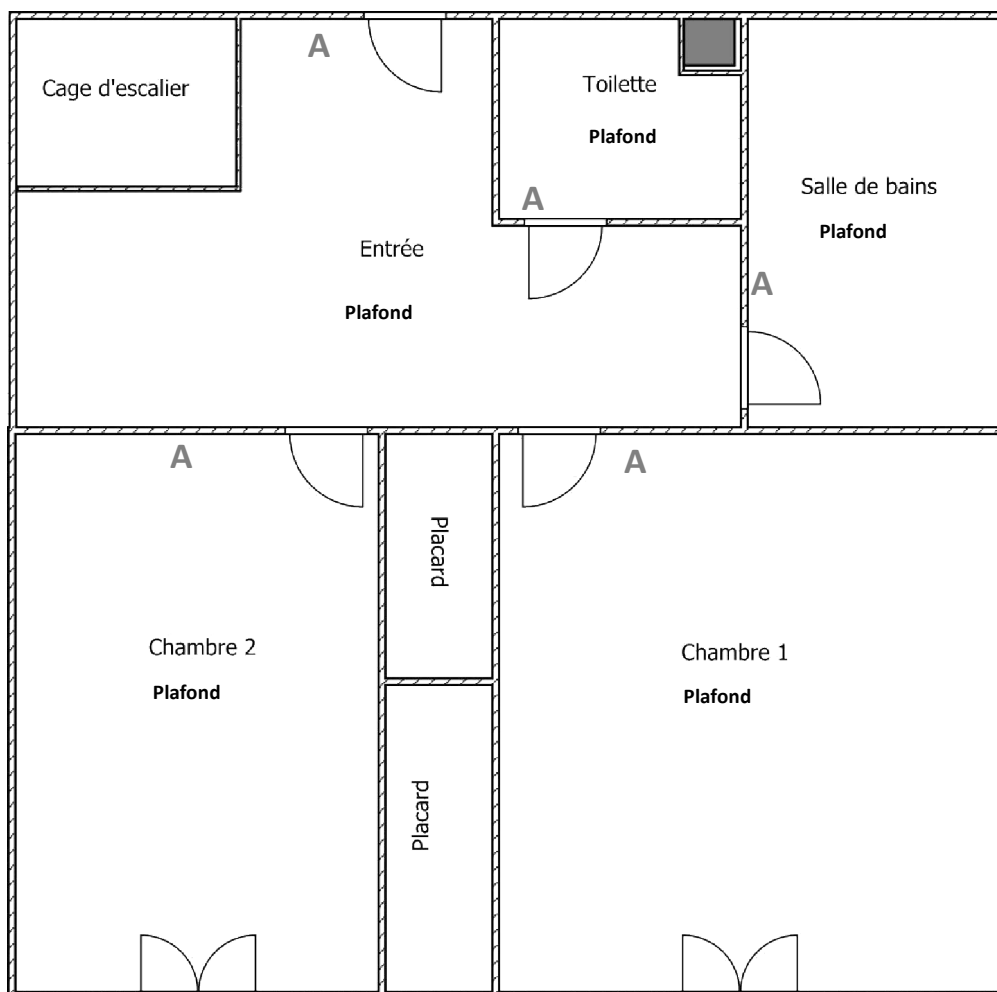 A
Cage d'escalier
Toilette
Plafond
A
Salle de bains
Plafond
Entrée
A
Plafond
A
A
Placard
Chambre 2
Plafond
Chambre 1
Plafond
Placard